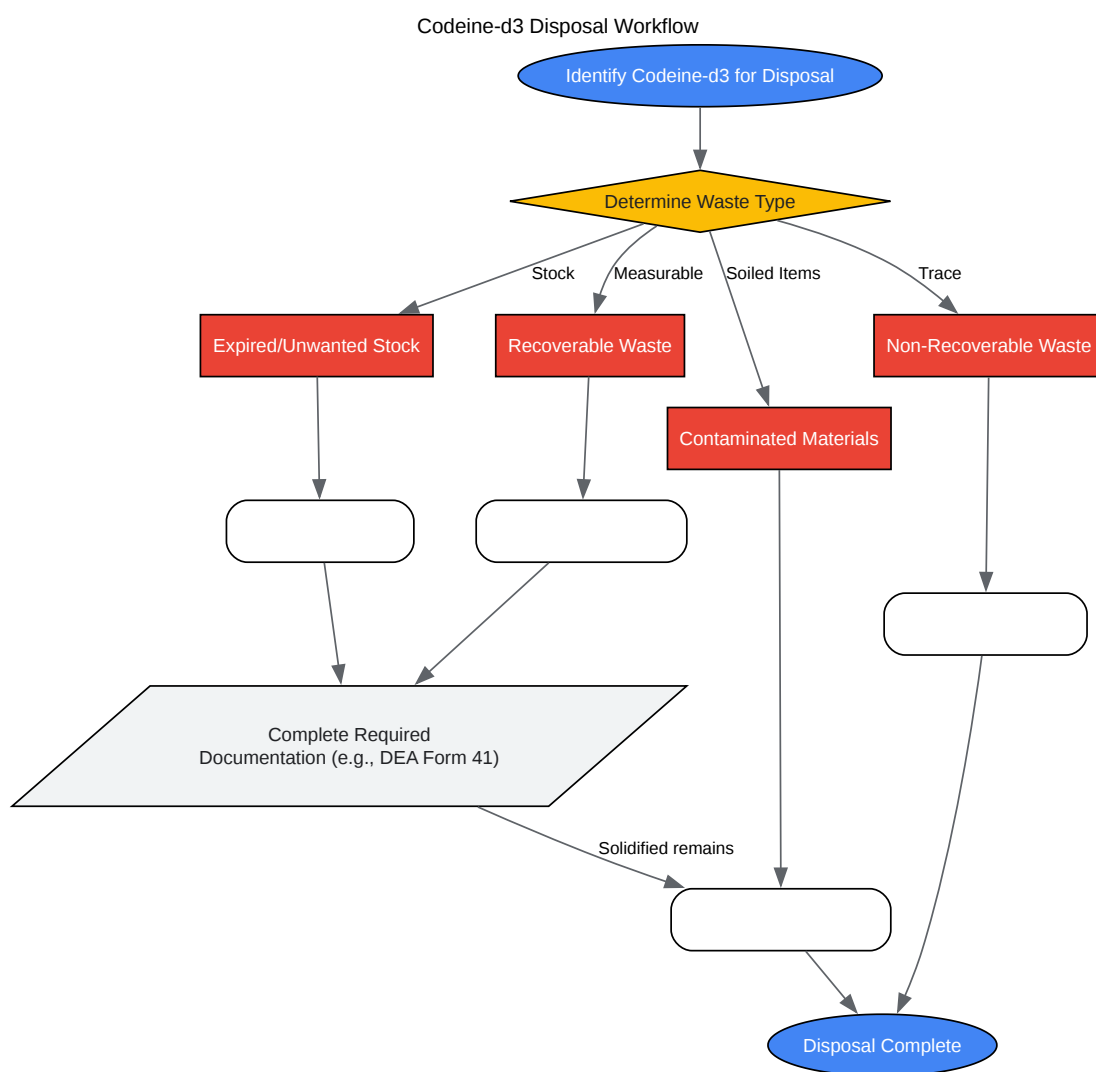 Codeine-d3 Disposal Workflow
Identify Codeine-d3 for Disposal
Determine Waste Type
Stock
Measurable
Soiled Items
Trace
Expired/Unwanted Stock
Recoverable Waste
Non-Recoverable Waste
Contaminated Materials
Complete Required
Documentation (e.g., DEA Form 41)
Solidified remains
Disposal Complete